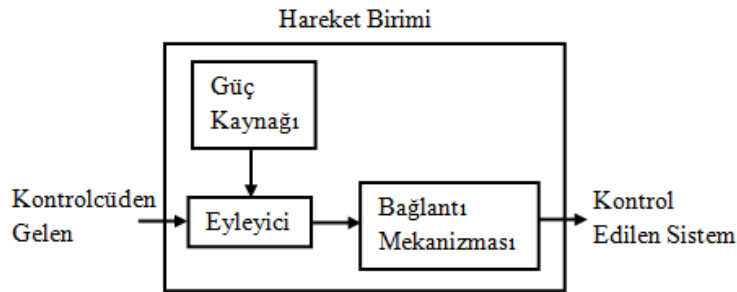 Hareket Birimi
Güç
Kaynağı
Kontrolcüden
Gelen
Eyleyici
Bağlantı
Mekanizması
Kontrol
Edilen Sistem